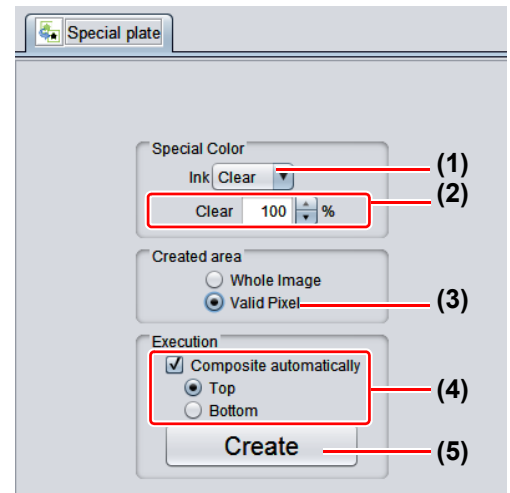 Special plate
Special Color
Ink Clear (1)
Clear 100 % (2)
Created area
Whole Image
Valid Pixel (3)
Execution
Composite automatically
Top (4)
Bottom
Create (5)